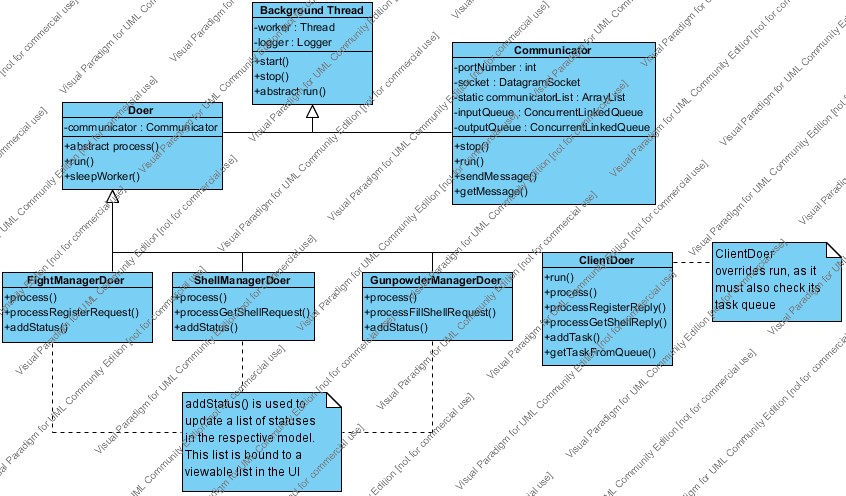 Background Thread
-worker : Thread
-logger : Logger
+start()
+stop()
+abstract run()
Communicator
-portNumber : int
-socket : DatagramSocket
-static communicatorList : ArrayList
-inputQueue : ConcurrentLinkedQueue
-outputQueue : ConcurrentLinkedQueue
+stop()
+run()
+sendMessage()
+getMessage()
Doer
-communicator : Communicator
+abstract process()
+run()
+sleepWorker()
FightManagerDoer
+process()
+processRegisterRequest()
+addStatus()
ShellManagerDoer
+process()
+processGetShellRequest()
+addStatus()
GunpowderManagerDoer
+process()
+processFillShellRequest()
+addStatus()
ClientDoer
+run()
+process()
+processRegisterReply()
+processGetShellReply()
+addTask()
+getTaskFromQueue()
ClientDoer
overrides run, as it
must also check its
task queue
addStatus() is used to
update a list of statuses
in the respective model.
This list is bound to a
viewable list in the UI
Visual Paradigm for UML Community Edition [not for commercial use]